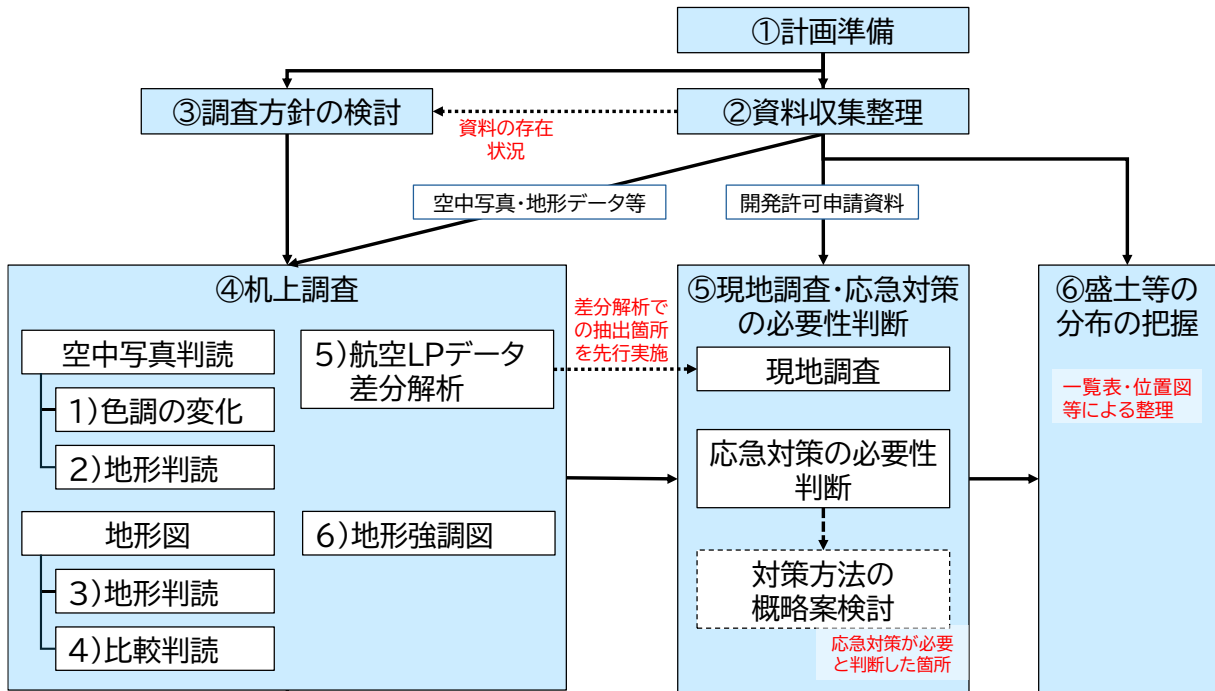 ①計画準備
③調査方針の検討
②資料収集整理
資料の存在
状況
空中写真・地形データ等
開発許可申請資料
④机上調査
空中写真判読
1)色調の変化
2)地形判読
地形図
3)地形判読
4)比較判読
5)航空LPデータ
差分解析
6)地形強調図
差分解析で
の抽出箇所
を先行実施
⑤現地調査・応急対策
の必要性判断
現地調査
応急対策の必要性
判断
対策方法の
概略案検討
応急対策が必要
と判断した箇所
⑥盛土等の
分布の把握
一覧表・位置図
等による整理